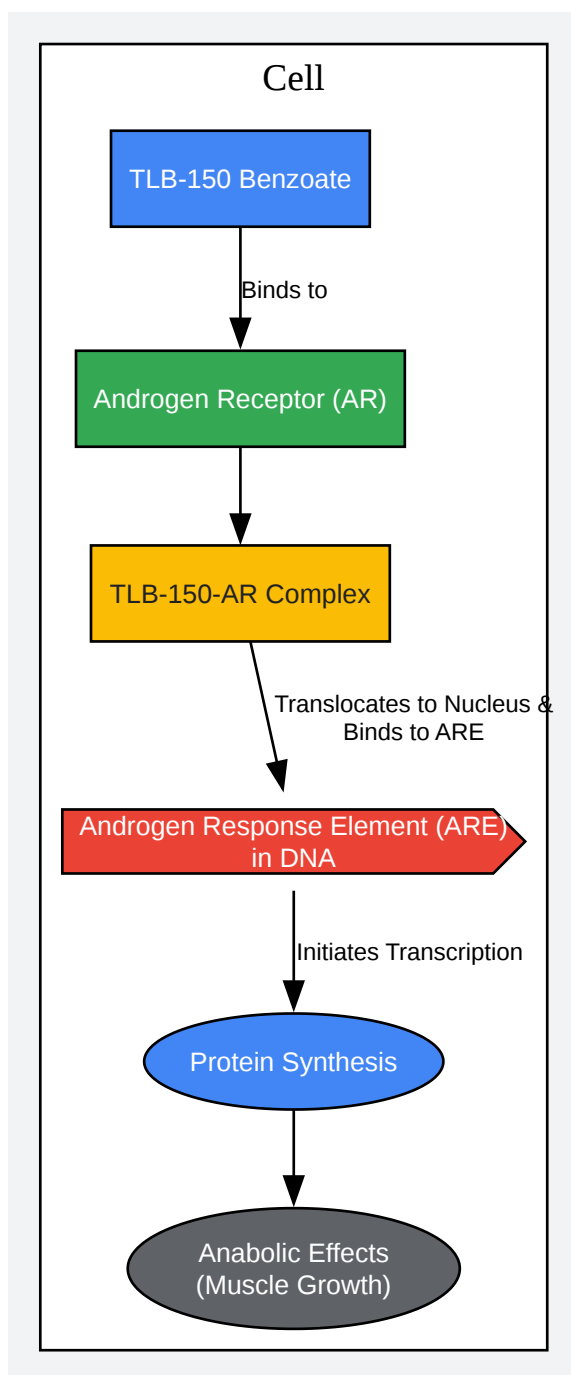 Cell
TLB-150 Benzoate
Binds to
Androgen Receptor (AR)
TLB-150-AR Complex
Translocates to Nucleus &
Binds to ARE
Androgen Response Element (ARE)
in DNA
Initiates Transcription
Protein Synthesis
Anabolic Effects
(Muscle Growth)